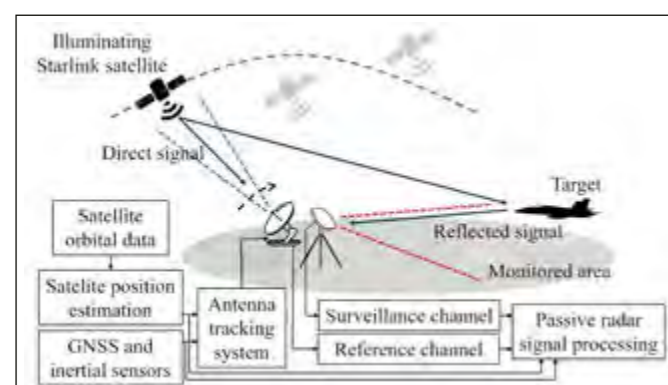 Illuminating
Starlink satellite
Direct signal
Target
Reflected signal
Monitored area
Satellite
orbital data
Satelite position
estimation
GNSS and
inertial sensors
Antenna
tracking
system
Surveillance channel
Reference channel
Passive radar
signal processing